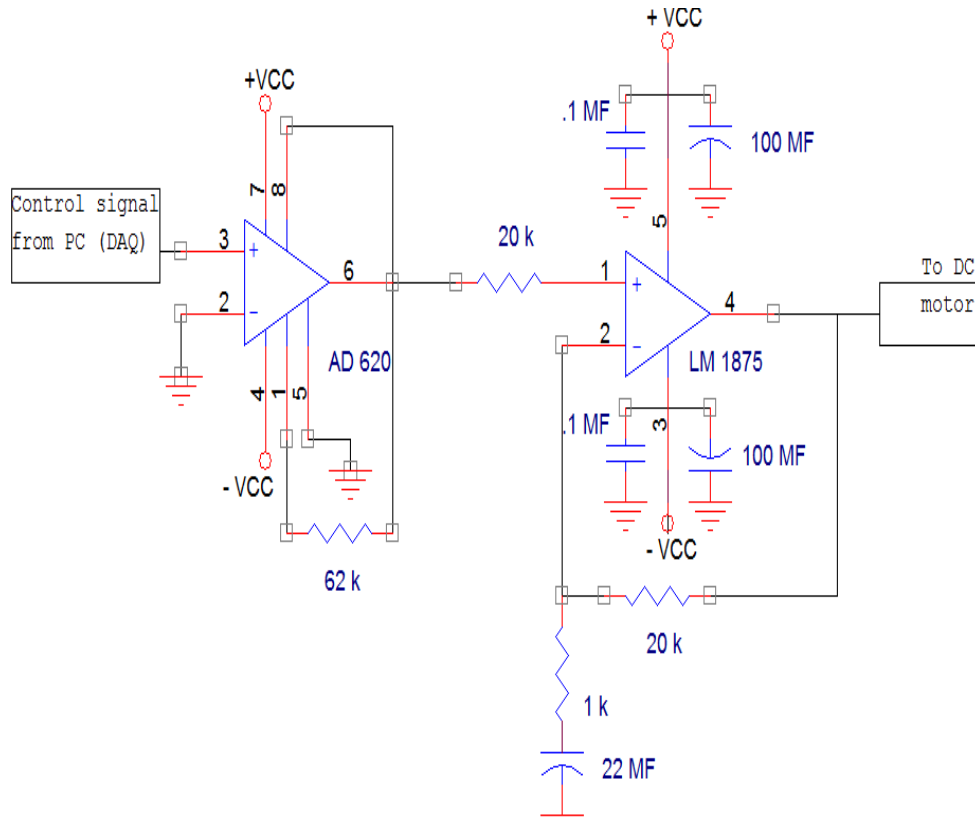 + VCC
+VCC
.1 MF
100 MF
7
8
5
Control signal
from PC (DAQ)
3
+
20 k
1
+
To DC
motor
6
4
2
−
2
−
AD 620
LM 1875
4
1
5
.1 MF
3
100 MF
- VCC
- VCC
62 k
20 k
1 k
22 MF